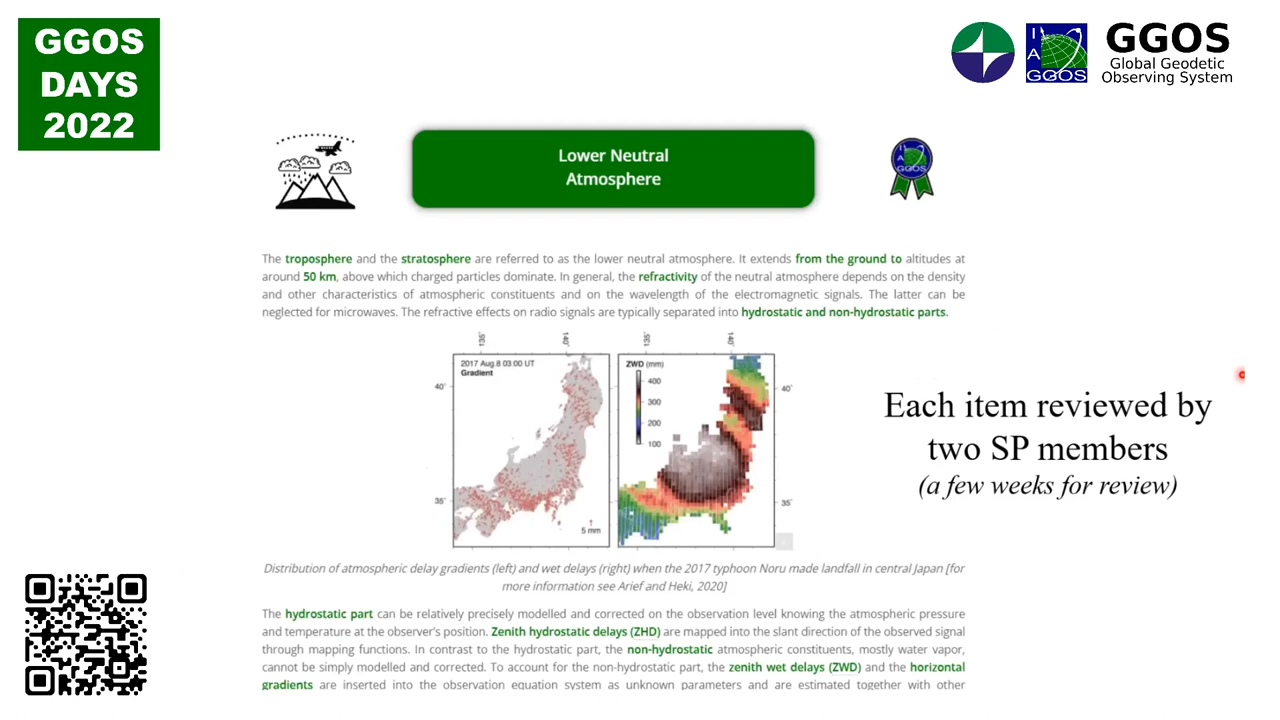 GGOS
DAYS
2022
I
A
GGOS
GGOS
Global Geodetic
Observing System
Lower Neutral
Atmosphere
I
A
GGOS
The troposphere and the stratosphere are referred to as the lower neutral atmosphere. It extends from the ground to altitudes at
around 50 km, above which charged particles dominate. In general, the refractivity of the neutral atmosphere depends on the density
and other characteristics of atmospheric constituents and on the wavelength of the electromagnetic signals. The latter can be
neglected for microwaves. The refractive effects on radio signals are typically separated into hydrostatic and non-hydrostatic parts.
135˚ 140˚ 135˚ 140˚
2017 Aug.8 03:00 UT
Gradient
ZWD (mm)
400
300
200
100
40˚ 40˚
35˚ 35˚
5 mm
Each item reviewed by
two SP members
(a few weeks for review)
Distribution of atmospheric delay gradients (left) and wet delays (right) when the 2017 typhoon Noru made landfall in central Japan [for
more information see Arief and Heki, 2020]
The hydrostatic part can be relatively precisely modelled and corrected on the observation level knowing the atmospheric pressure
and temperature at the observer's position. Zenith hydrostatic delays (ZHD) are mapped into the slant direction of the observed signal
through mapping functions. In contrast to the hydrostatic part, the non-hydrostatic atmospheric constituents, mostly water vapor,
cannot be simply modelled and corrected. To account for the non-hydrostatic part, the zenith wet delays (ZWD) and the horizontal
gradients are inserted into the observation equation system as unknown parameters and are estimated together with other